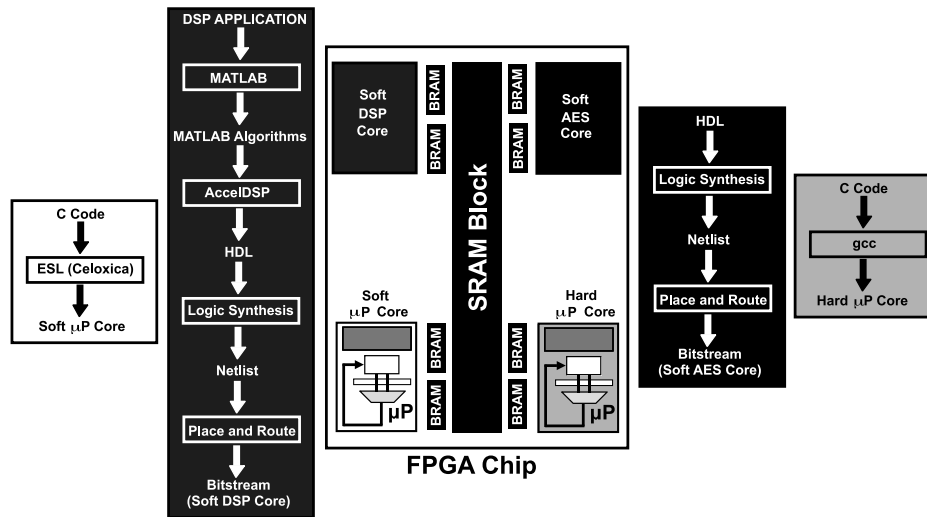 C Code
ESL (Celoxica)
Soft μP Core
DSP APPLICATION
MATLAB
MATLAB Algorithms
AccelDSP
HDL
Logic Synthesis
Netlist
Place and Route
Bitstream
(Soft DSP Core)
Soft
DSP
Core
BRAM
BRAM
SRAM Block
BRAM
BRAM
Soft
AES
Core
Soft
μP Core
μP
BRAM
BRAM
BRAM
BRAM
Hard
μP Core
μP
FPGA Chip
HDL
Logic Synthesis
Netlist
Place and Route
Bitstream
(Soft AES Core)
C Code
gcc
Hard μP Core